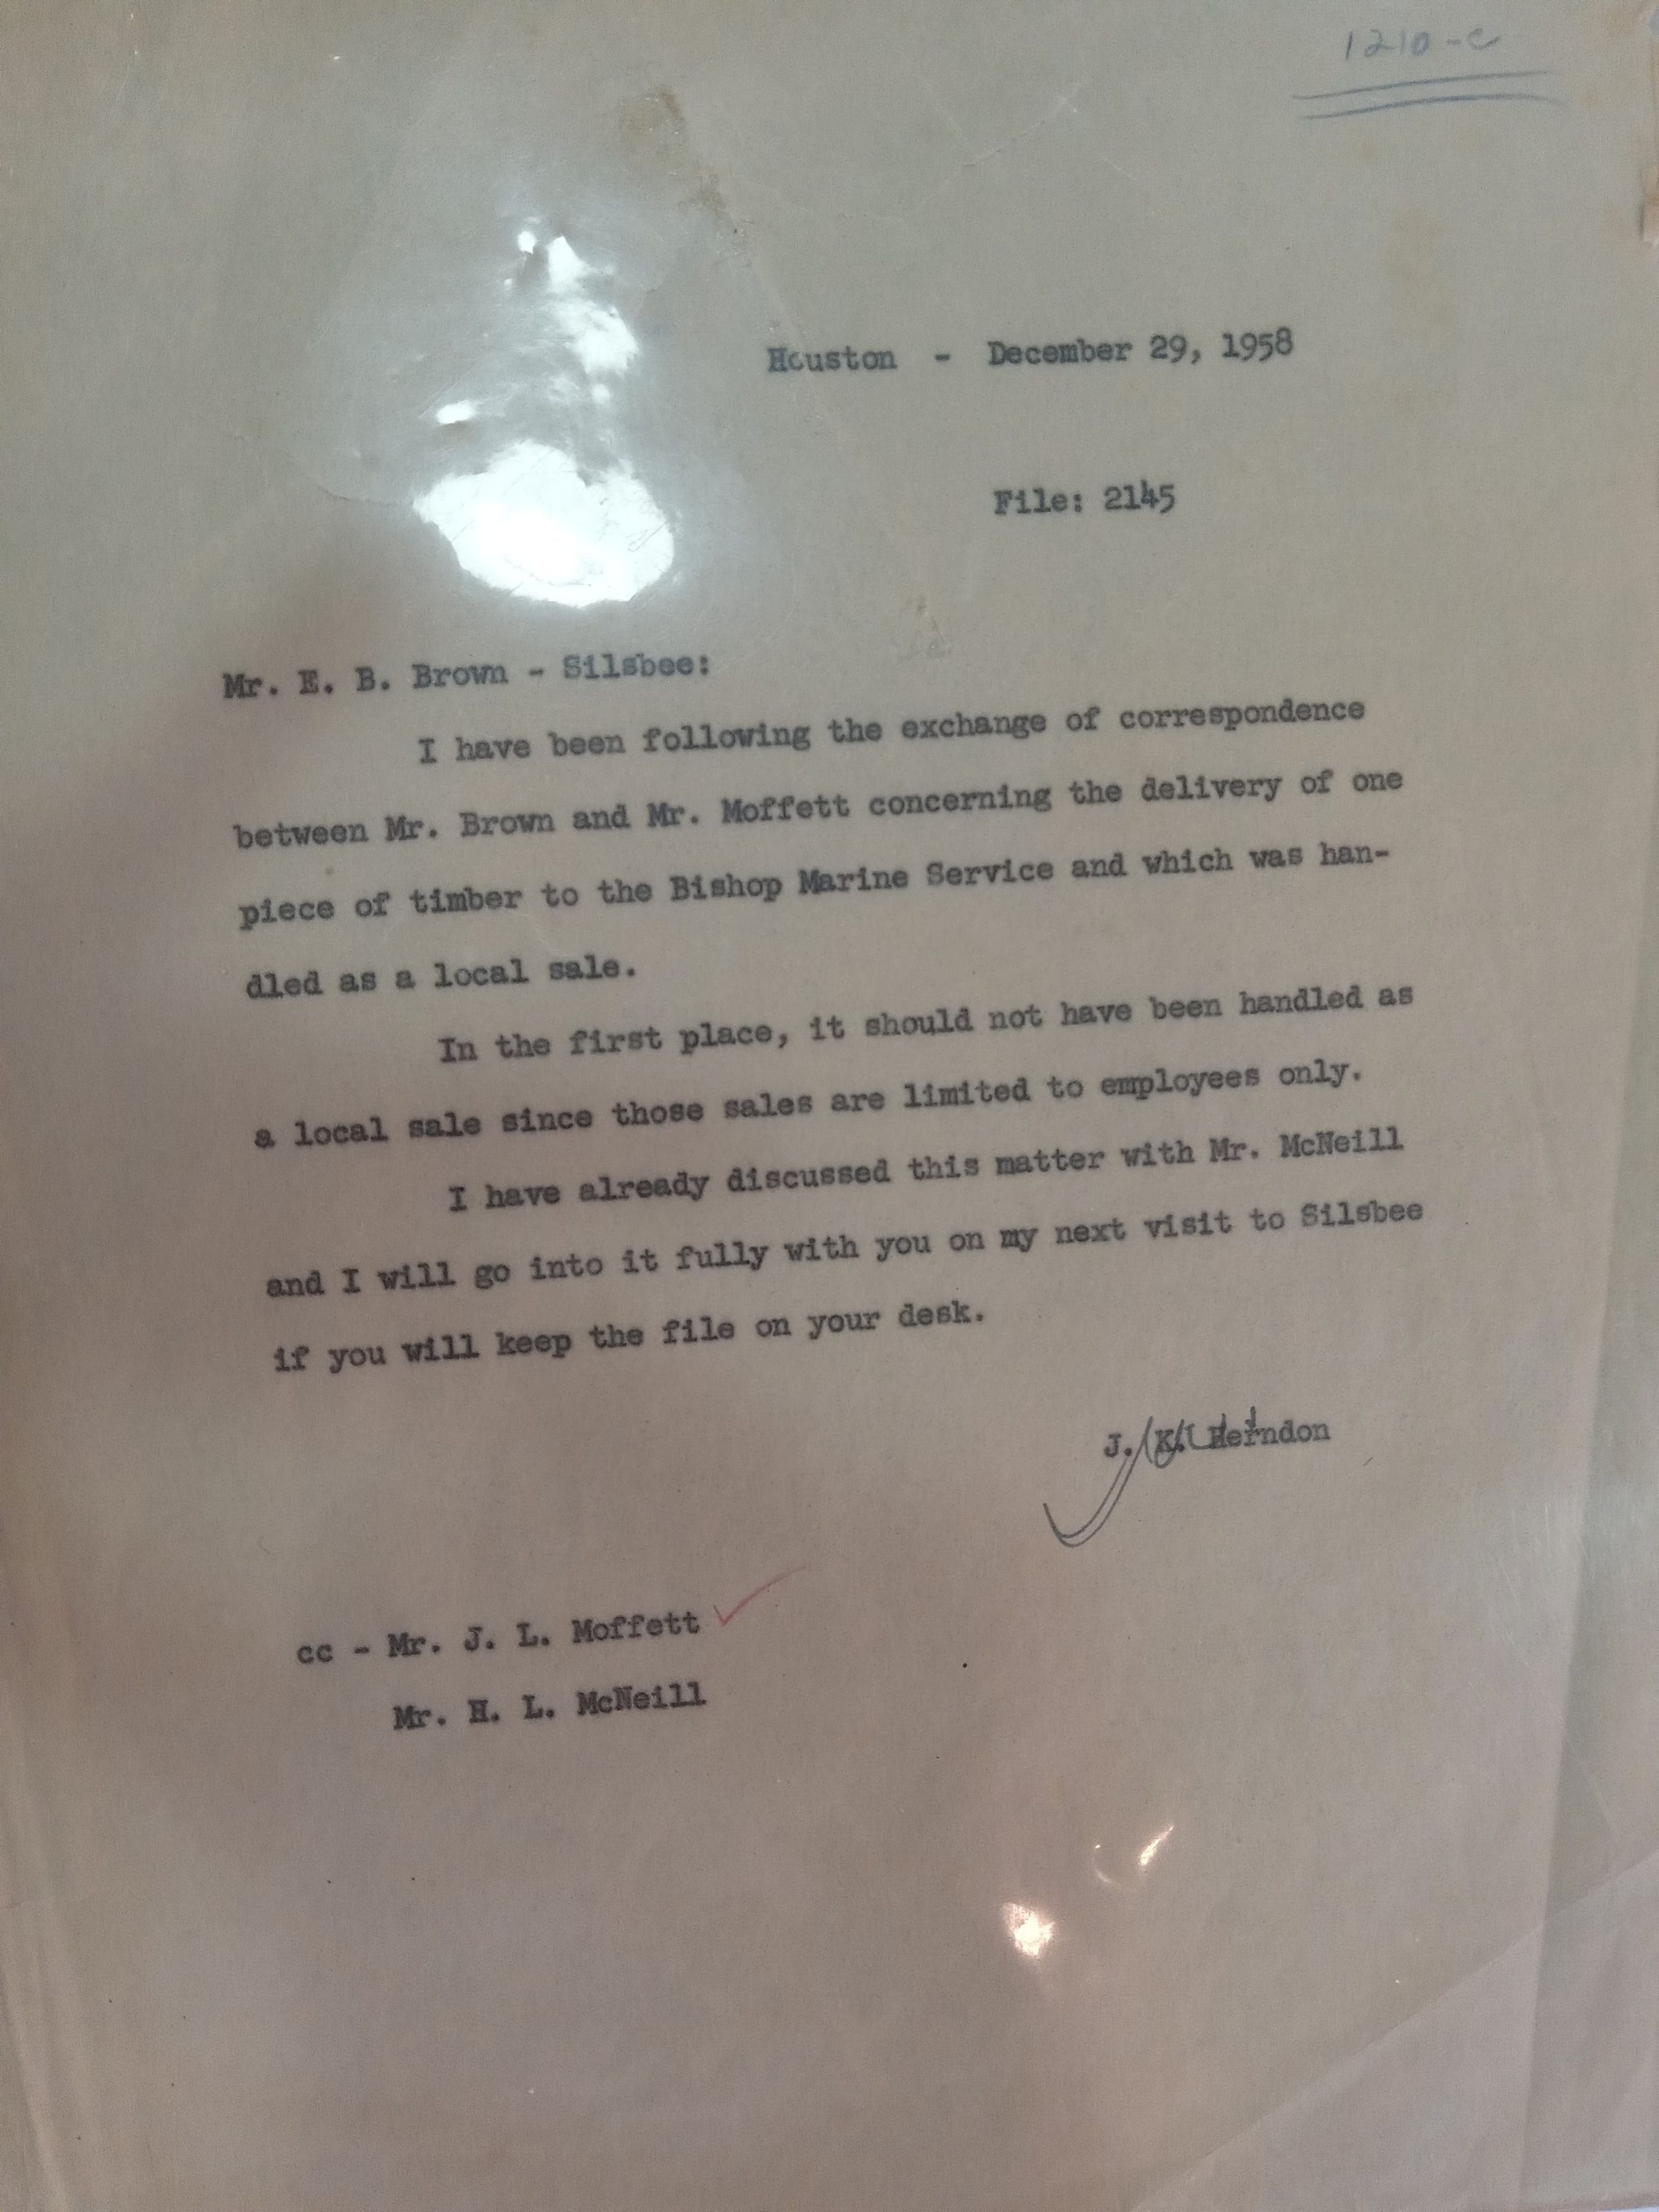 1210-c
Houston - December 29, 1958
File: 2145
Mr. E. B. Brown - Silsbee:
I have been following the exchange of correspondence
between Mr. Brown and Mr. Moffett concerning the delivery of one
piece of timber to the Bishop Marine Service and which was han-
dled as a local sale.
In the first place, it should not have been handled as
a local sale since those sales are limited to employees only.
I have already discussed this matter with Mr. McNeill
and I will go into it fully with you on my next visit to Silsbee
if you will keep the file on your desk.
J. K. Herndon
cc - Mr. J. L. Moffett
Mr. H. L. McNeill